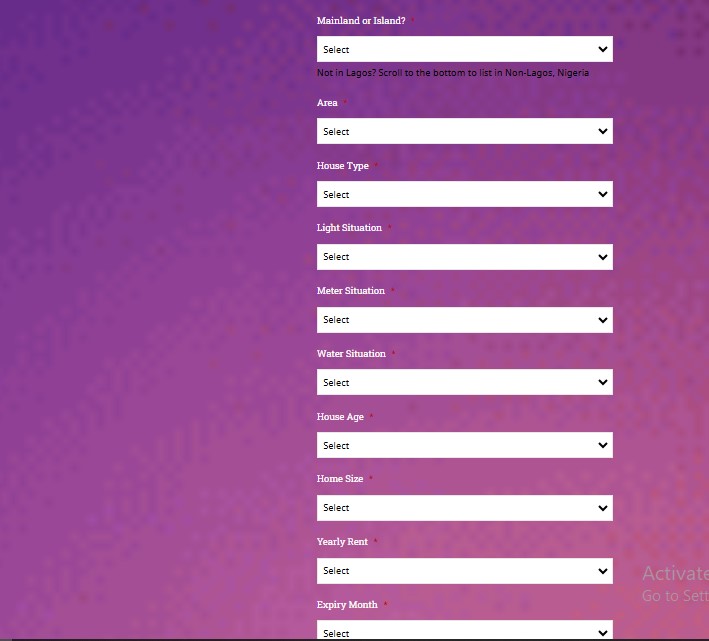 Mainland or Island? *
Select
Not in Lagos? Scroll to the bottom to list in Non-Lagos, Nigeria
Area *
Select
House Type *
Select
Light Situation *
Select
Meter Situation *
Select
Water Situation *
Select
House Age *
Select
Home Size *
Select
Yearly Rent *
Select
Activate
Go to Sett
Expiry Month *
Select